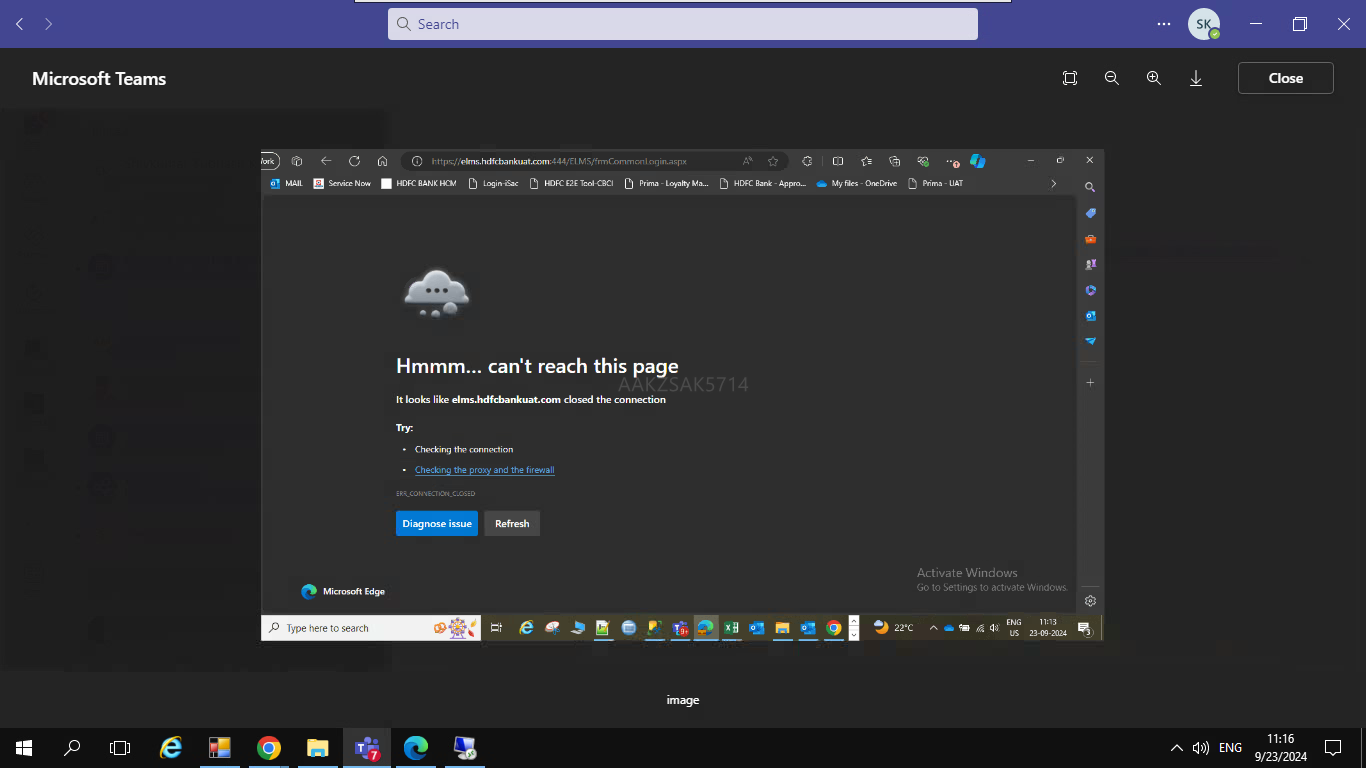 Search
SK
Microsoft Teams
Close
https://elms.hdfcbankuat.com:444/ELMS/frmCommonLogin.aspx
MAIL Service Now HDFC BANK HCM Login-iSac HDFC E2E Tool-CBCI Prima - Loyalty Ma... HDFC Bank - Appro... My files - OneDrive Prima - UAT
Hmmm... can't reach this page
AAKZSAK5714
It looks like elms.hdfcbankuat.com closed the connection
Try:
• Checking the connection
• Checking the proxy and the firewall
ERR_CONNECTION_CLOSED
Diagnose issue Refresh
Activate Windows
Go to Settings to activate Windows.
Microsoft Edge
Type here to search
22°C
ENG
US
11:13
23-09-2024
3
image
7
ENG
11:16
9/23/2024